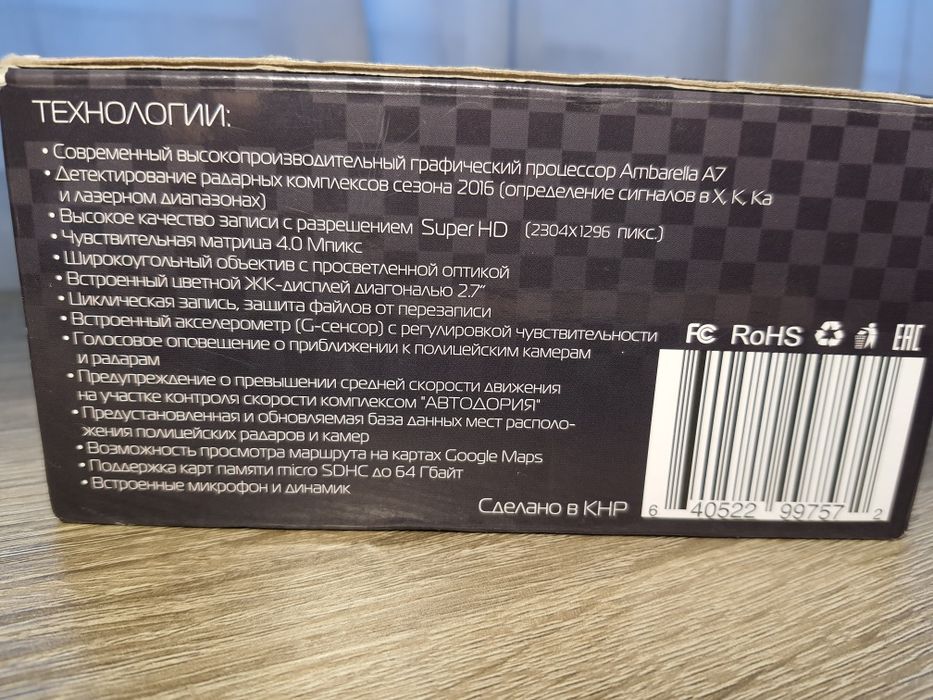 ТЕХНОЛОГИИ:
• Современный высокопроизводительный графический процессор Ambarella A7
• Детектирование радарных комплексов сезона 2016 (определение сигналов в X, K, Ka
и лазерном диапазонах)
• Высокое качество записи с разрешением Super HD (2304x1296 пикс.)
• Чувствительная матрица 4.0 Мпикс
• Широкоугольный объектив с просветленной оптикой
• Встроенный цветной ЖК-дисплей диагональю 2.7"
• Циклическая запись, защита файлов от перезаписи
• Встроенный акселерометр (G-сенсор) с регулировкой чувствительности
• Голосовое оповещение о приближении к полицейским камерам
и радарам
• Предупреждение о превышении средней скорости движения
на участке контроля скорости комплексом "АВТОДОРИЯ"
• Предустановленная и обновляемая база данных мест располо-
жения полицейских радаров и камер
• Возможность просмотра маршрута на картах Google Maps
• Поддержка карт памяти micro SDHC до 64 Гбайт
• Встроенные микрофон и динамик
FC RoHS EAC
Сделано в КНР
6 40522 99757 2